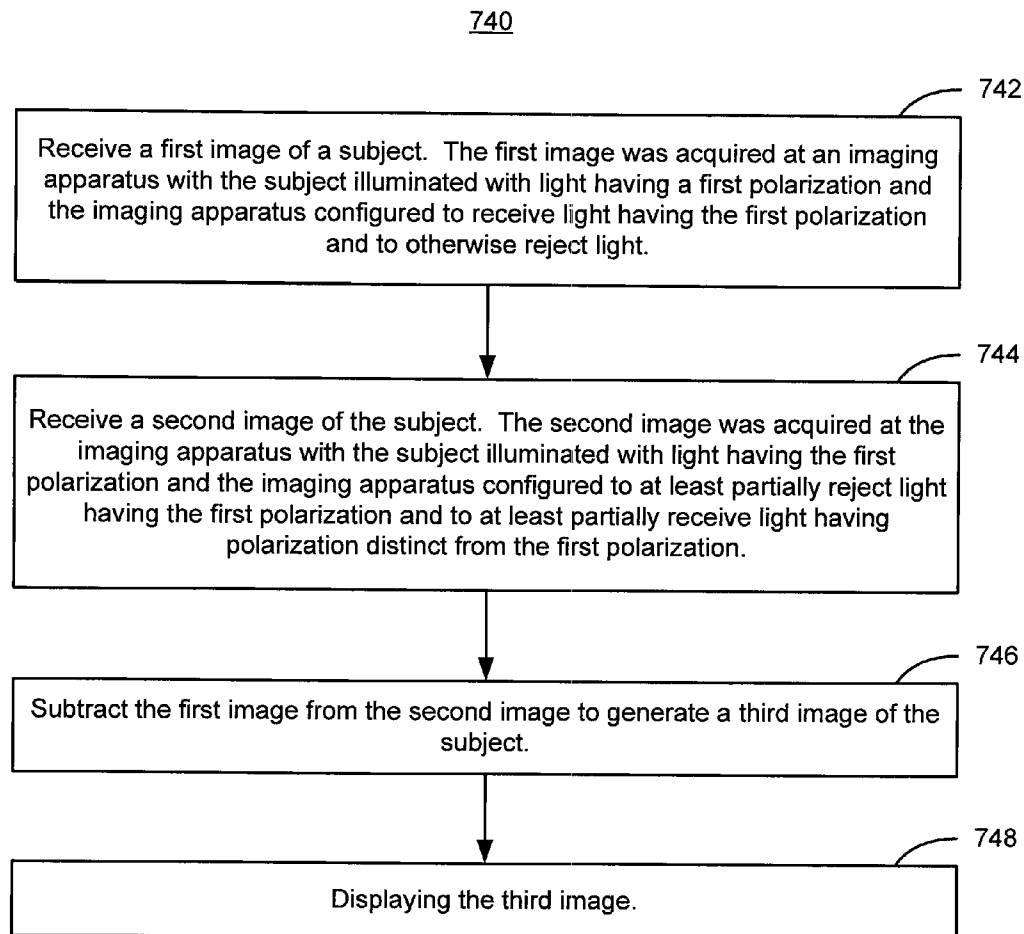 740
742
Receive a first image of a subject. The first image was acquired at an imaging
apparatus with the subject illuminated with light having a first polarization and
the imaging apparatus configured to receive light having the first polarization
and to otherwise reject light.
744
Receive a second image of the subject. The second image was acquired at the
imaging apparatus with the subject illuminated with light having the first
polarization and the imaging apparatus configured to at least partially reject light
having the first polarization and to at least partially receive light having
polarization distinct from the first polarization.
746
Subtract the first image from the second image to generate a third image of the
subject.
748
Displaying the third image.